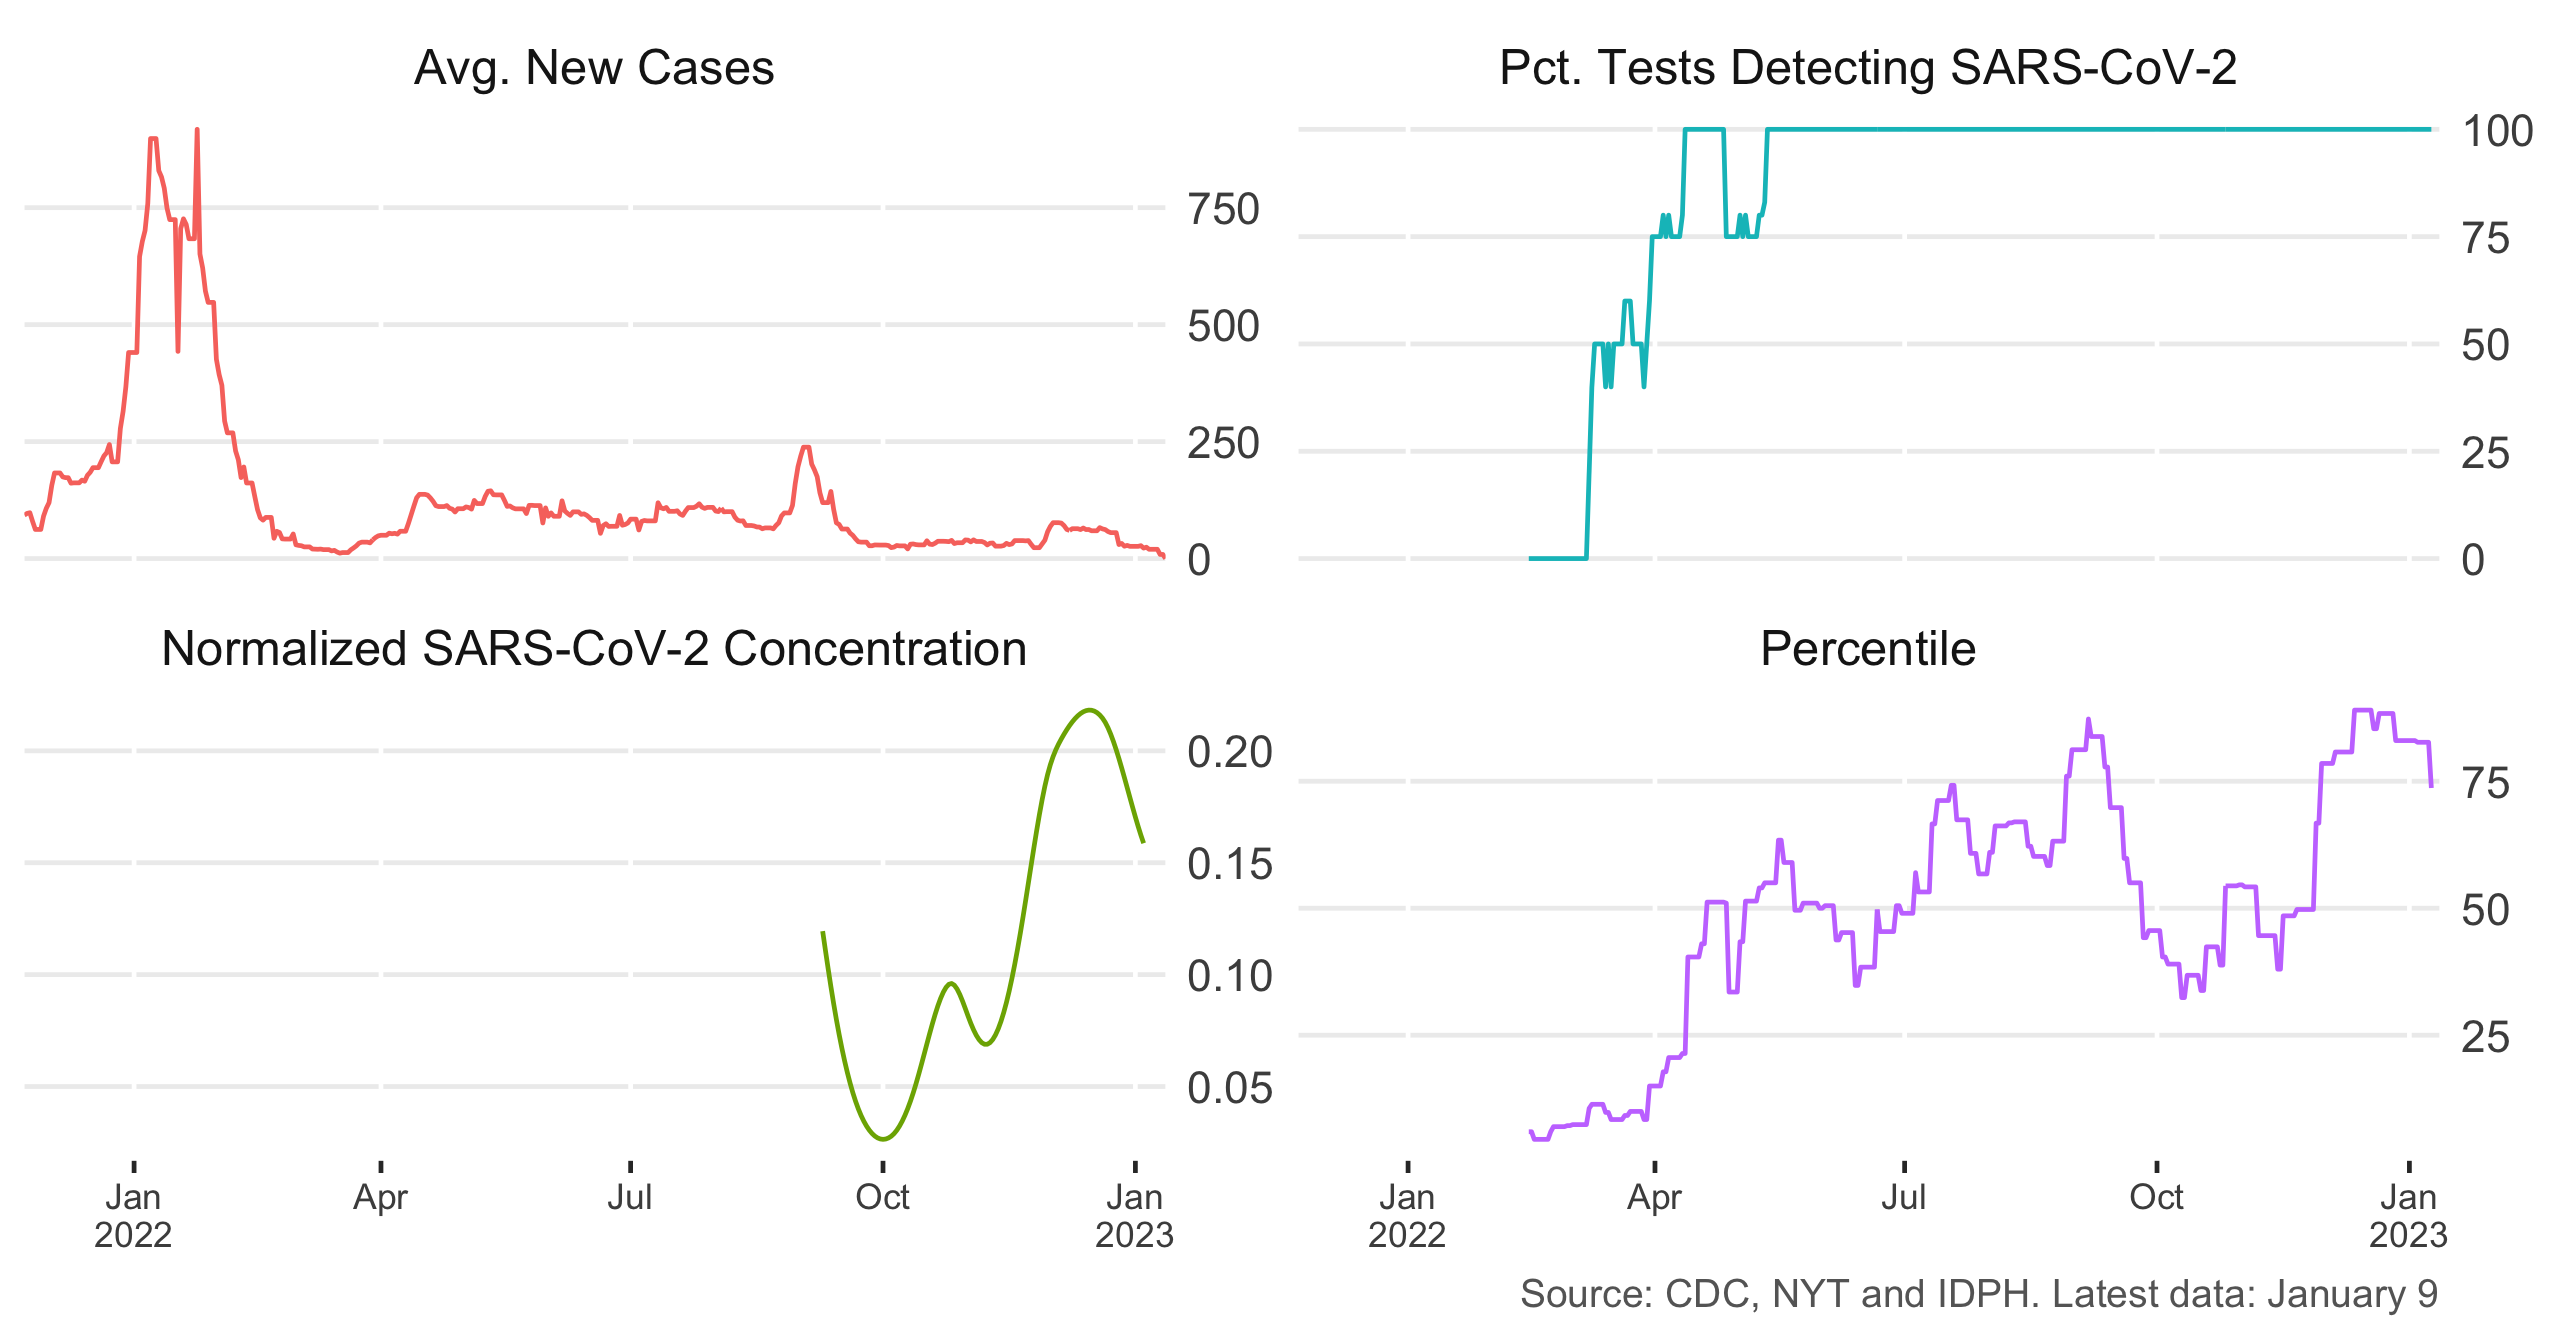 Avg. New Cases
750
500
250
0
Pct. Tests Detecting SARS-CoV-2
100
75
50
25
0
Normalized SARS-CoV-2 Concentration
0.20
0.15
0.10
0.05
Jan Apr Jul Oct Jan
2022 2023
Percentile
75
50
25
Jan Apr Jul Oct Jan
2022 2023
Source: CDC, NYT and IDPH. Latest data: January 9